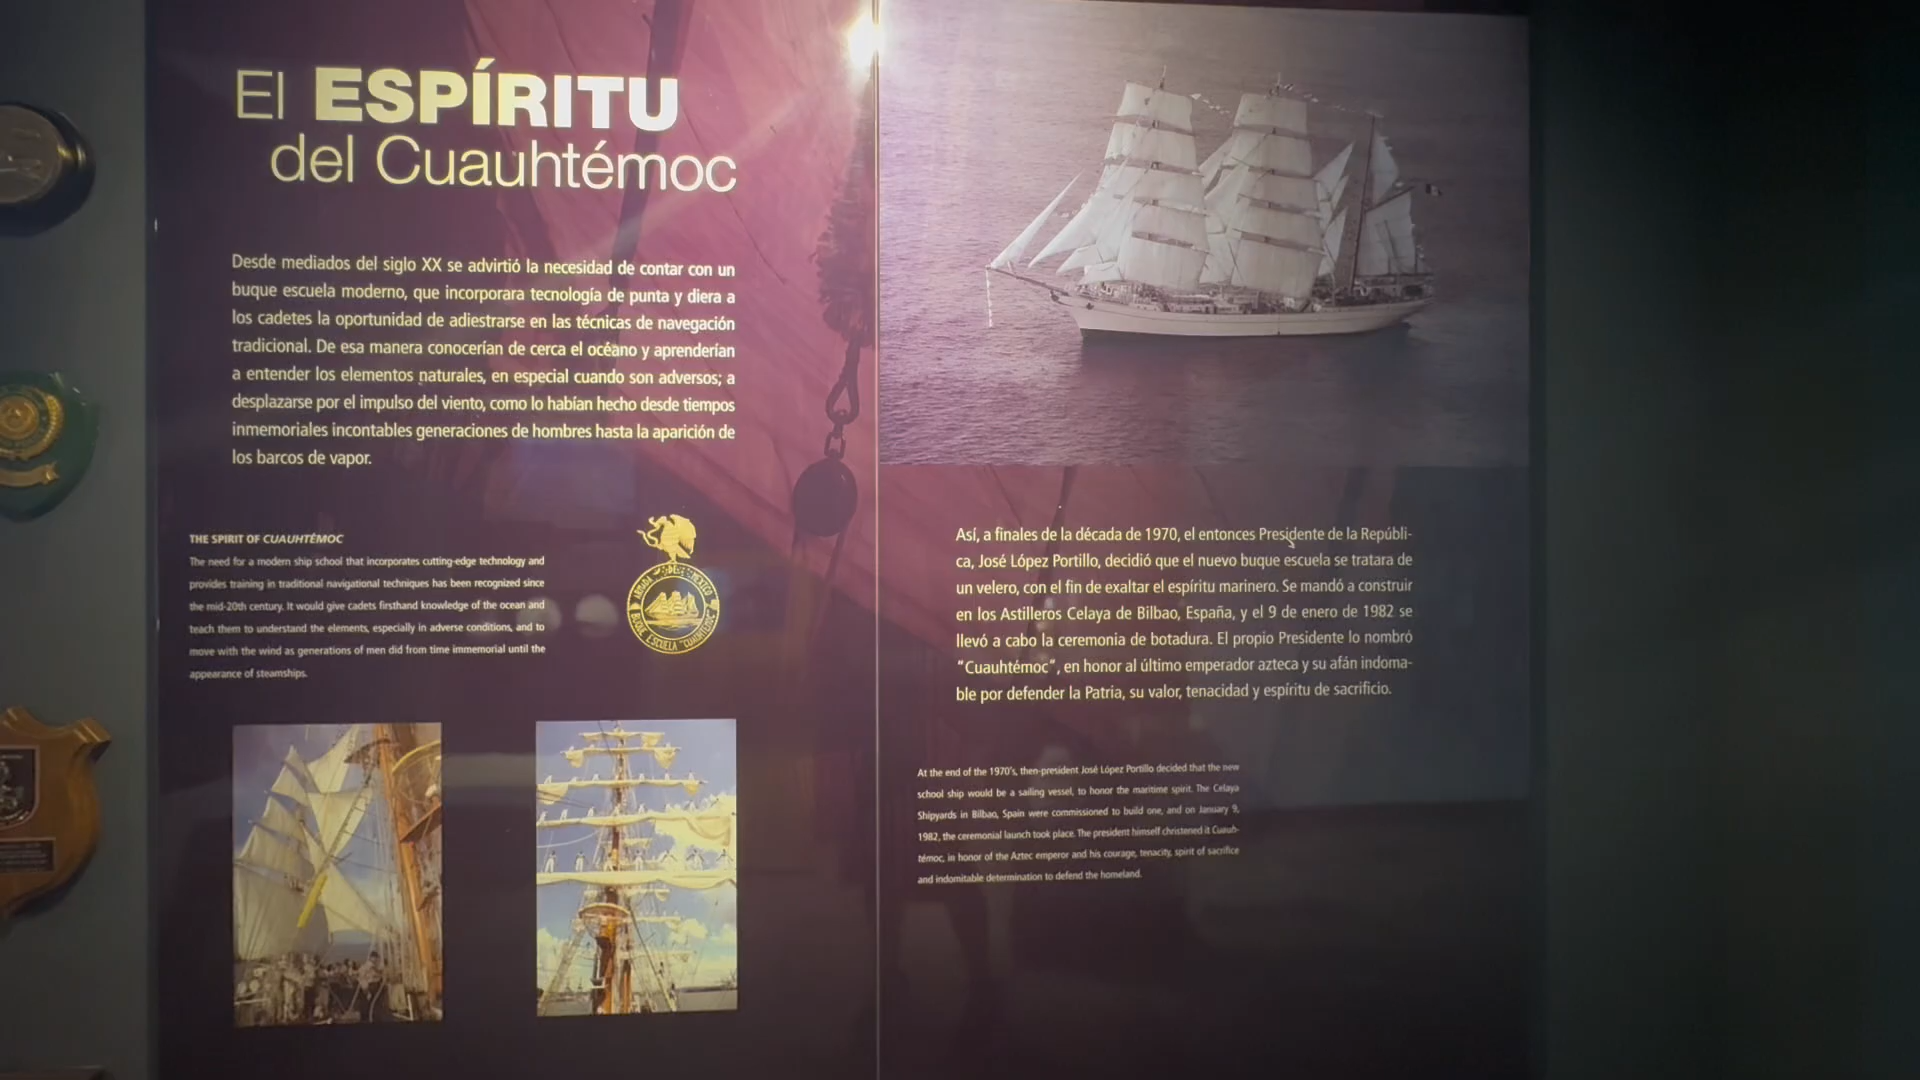 El ESPÍRITU
del Cuauhtémoc
Desde mediados del siglo XX se advirtió la necesidad de contar con un
buque escuela moderno, que incorporara tecnología de punta y diera a
los cadetes la oportunidad de adiestrarse en las técnicas de navegación
tradicional. De esa manera conocerían de cerca el océano y aprenderían
a entender los elementos naturales, en especial cuando son adversos; a
desplazarse por el impulso del viento, como lo habían hecho desde tiempos
inmemoriales incontables generaciones de hombres hasta la aparición de
los barcos de vapor.
THE SPIRIT OF CUAUHTÉMOC
The need for a modern ship school that incorporates cutting-edge technology and
provides training in traditional navigational techniques has been recognized since
the mid-20th century. It would give cadets firsthand knowledge of the ocean and
teach them to understand the elements, especially in adverse conditions, and to
move with the wind as generations of men did from time immemorial until the
appearance of steamships.
ARMADA DE MEXICO
BUQUE ESCUELA "CUAUHTEMOC"
Así, a finales de la década de 1970, el entonces Presidente de la Repúbli-
ca, José López Portillo, decidió que el nuevo buque escuela se tratara de
un velero, con el fin de exaltar el espíritu marinero. Se mandó a construir
en los Astilleros Celaya de Bilbao, España, y el 9 de enero de 1982 se
llevó a cabo la ceremonia de botadura. El propio Presidente lo nombró
“Cuauhtémoc”, en honor al último emperador azteca y su afán indoma-
ble por defender la Patria, su valor, tenacidad y espíritu de sacrificio.
At the end of the 1970's, then-president José López Portillo decided that the new
school ship would be a sailing vessel, to honor the maritime spirit. The Celaya
Shipyards in Bilbao, Spain were commissioned to build one, and on January 9,
1982, the ceremonial launch took place. The president himself christened it Cuauh-
témoc, in honor of the Aztec emperor and his courage, tenacity, spirit of sacrifice
and indomitable determination to defend the homeland.